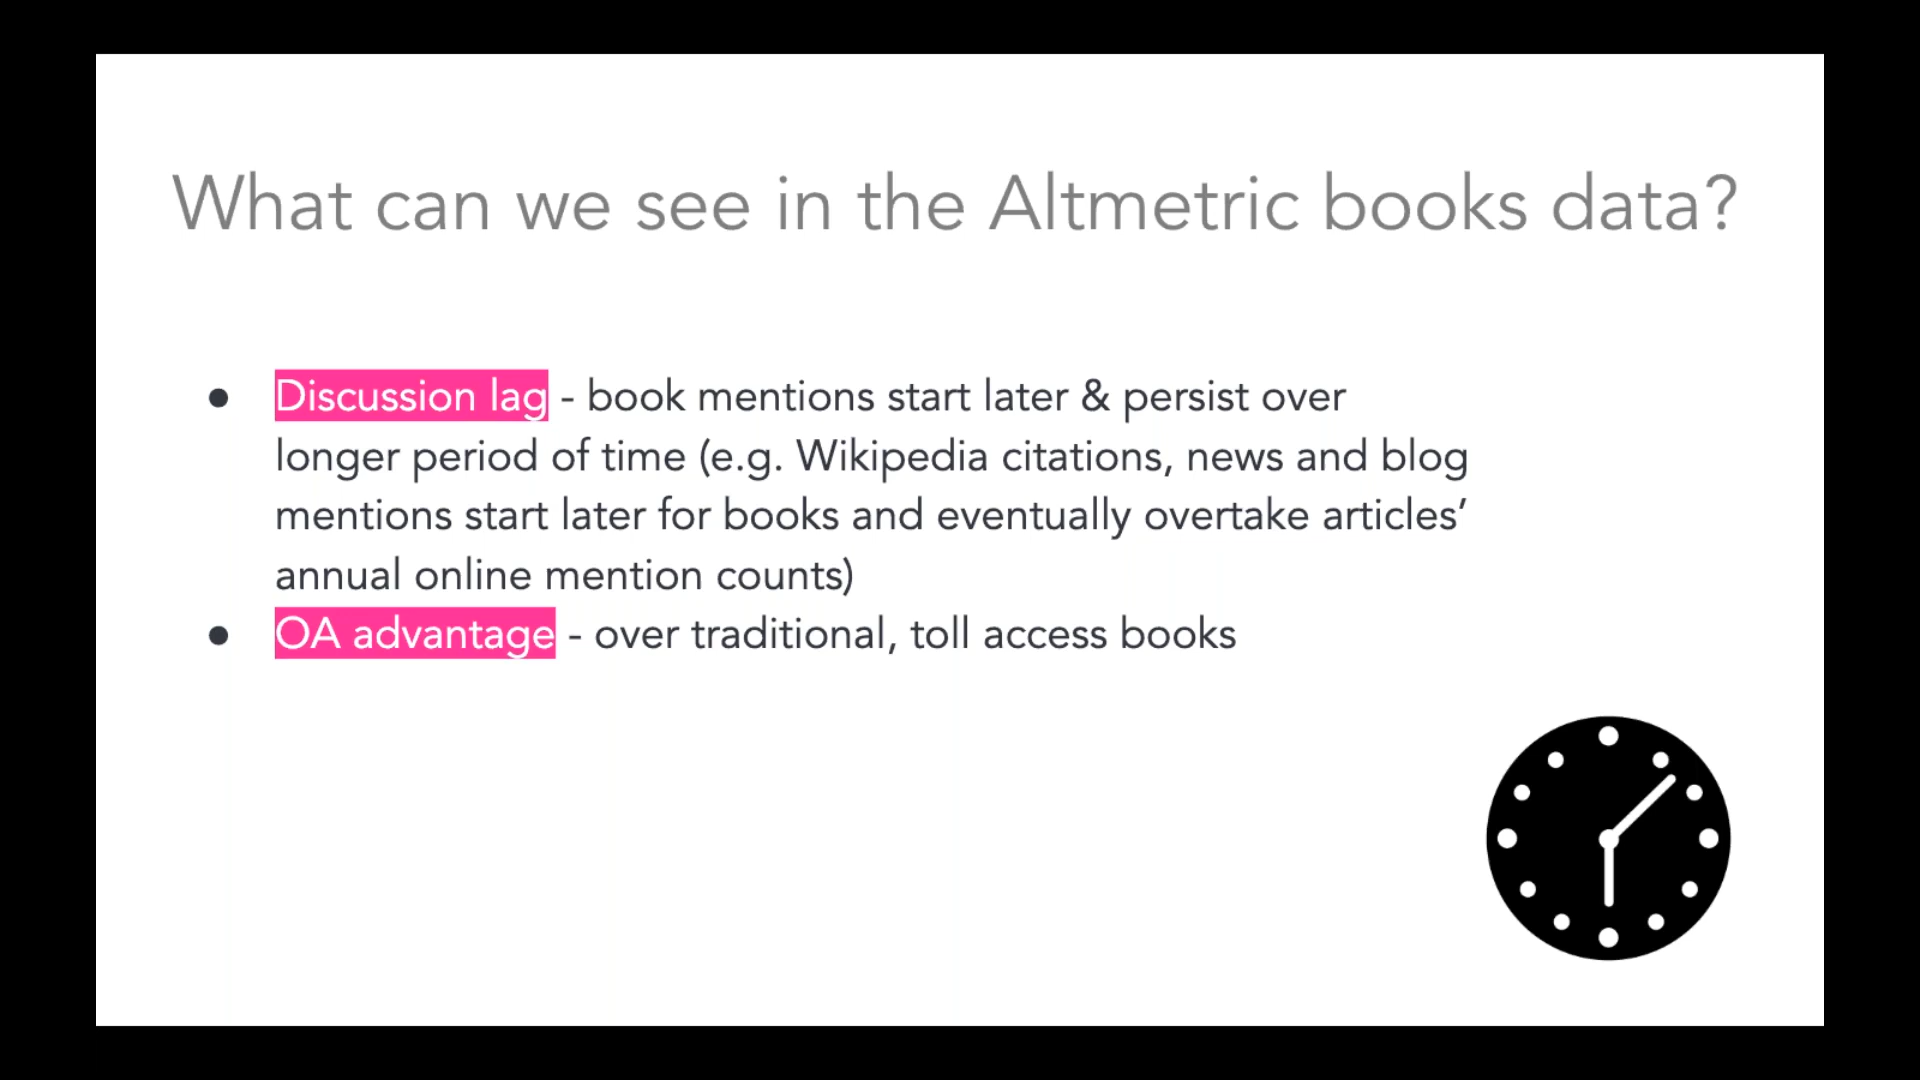 What can we see in the Altmetric books data?
● Discussion lag - book mentions start later & persist over
longer period of time (e.g. Wikipedia citations, news and blog
mentions start later for books and eventually overtake articles’
annual online mention counts)
● OA advantage - over traditional, toll access books